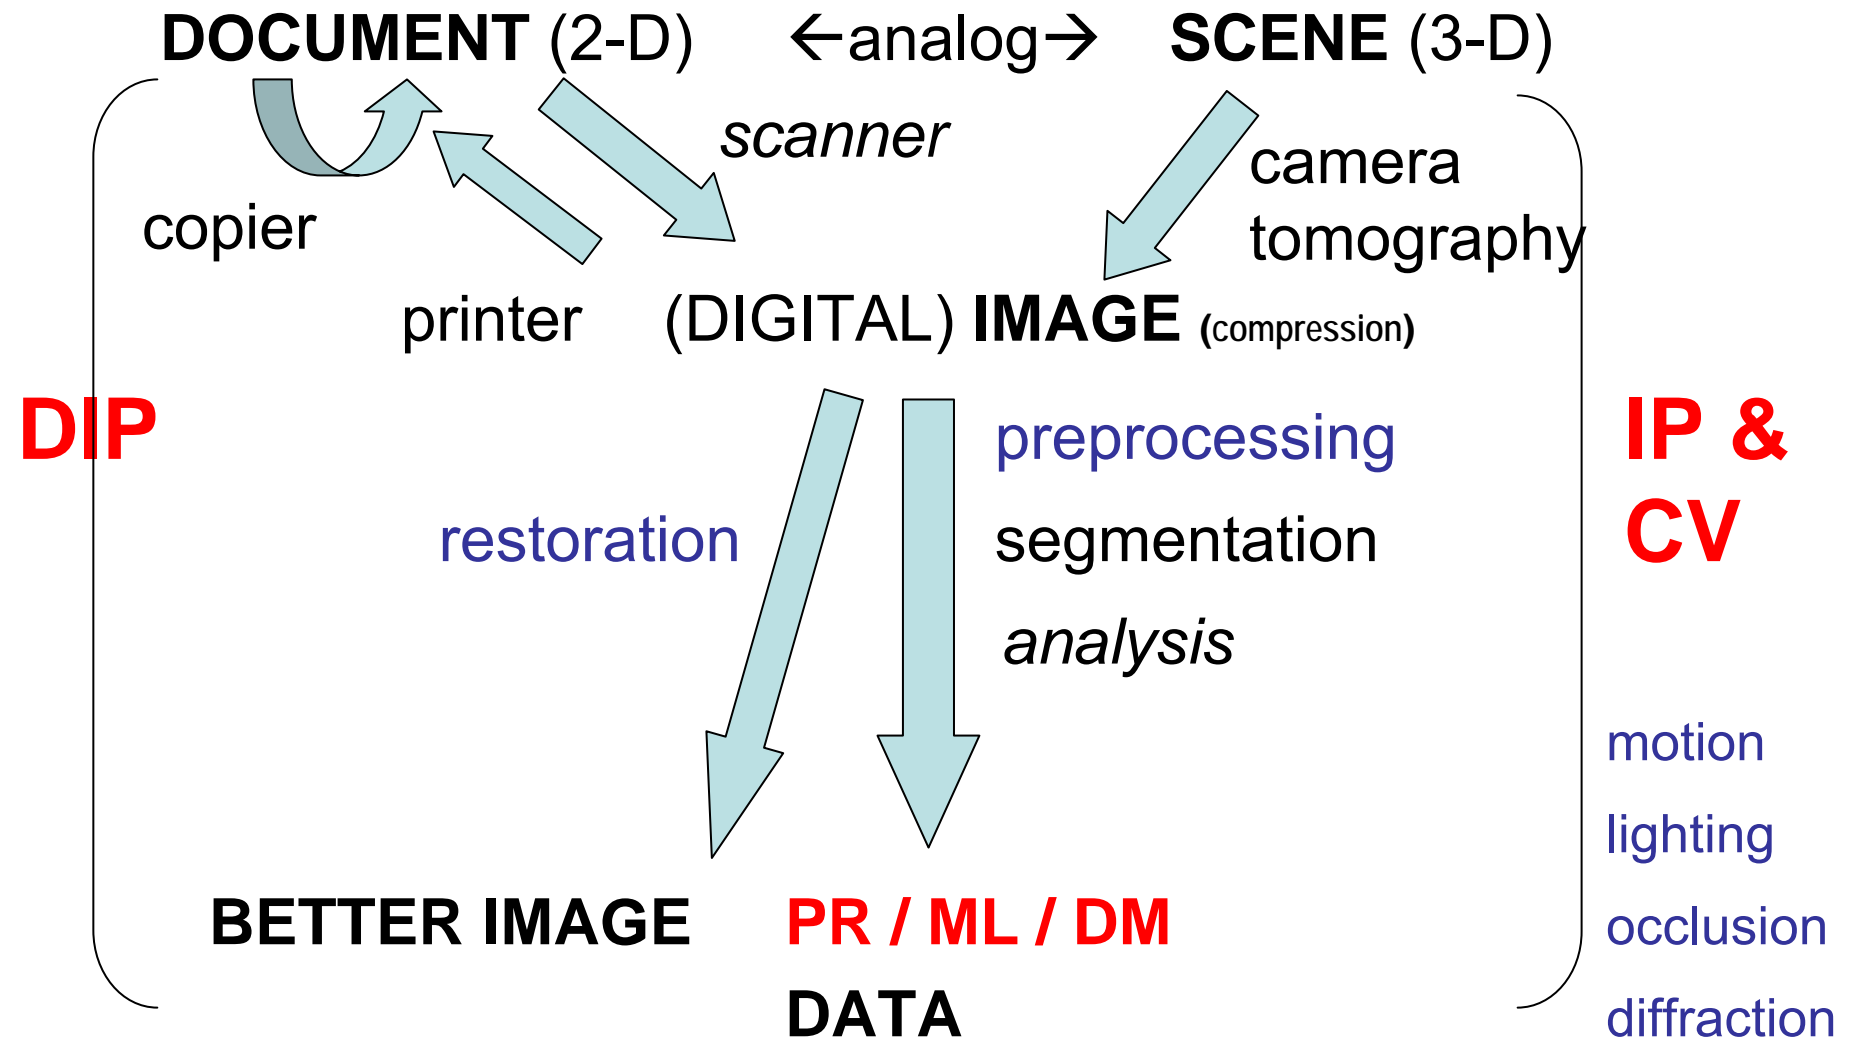 DOCUMENT (2-D) ←analog→ SCENE (3-D)
scanner
camera
tomography
copier
printer (DIGITAL) IMAGE (compression)
DIP
preprocessing
IP &
CV
restoration
segmentation
analysis
motion
lighting
BETTER IMAGE PR / ML / DM
occlusion
DATA
diffraction